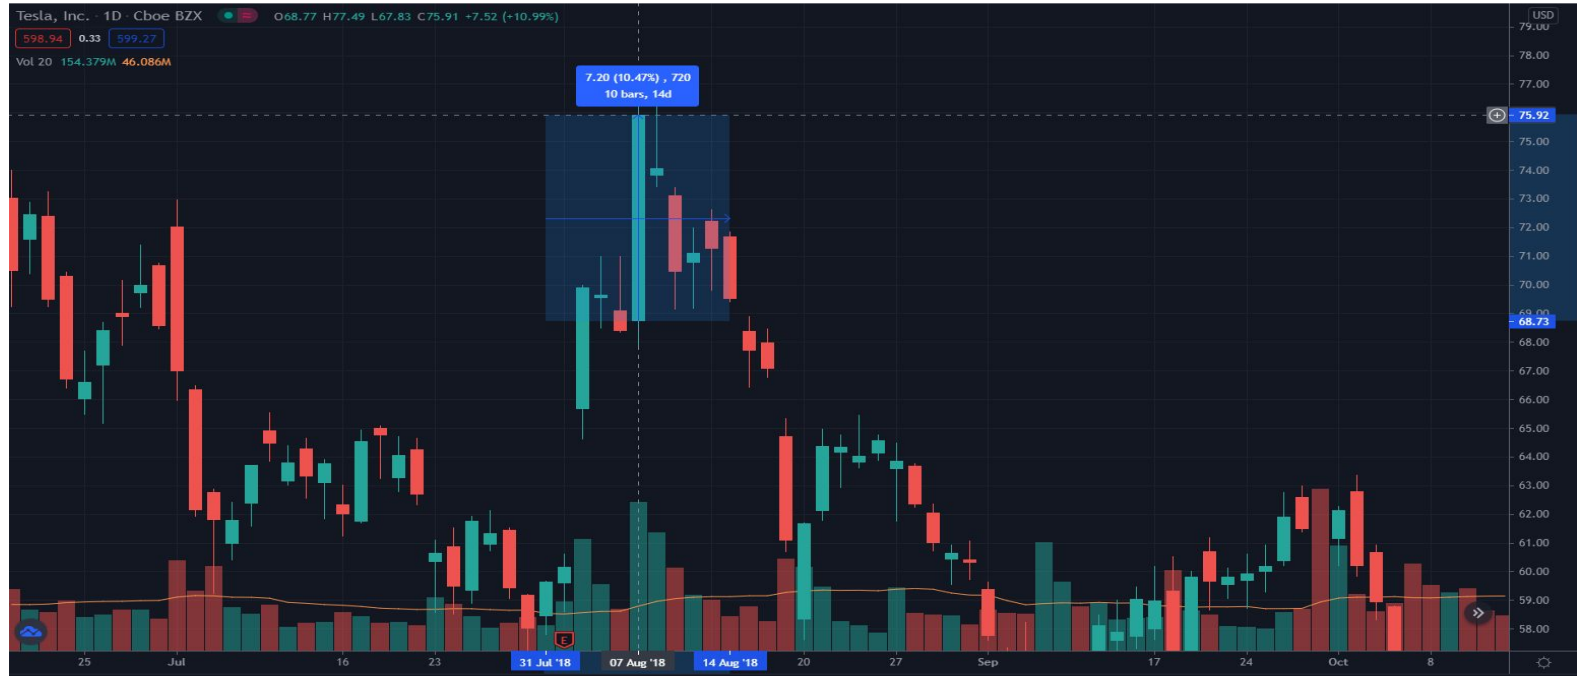 Tesla, Inc. · 1D · Cboe BZX O68.77 H77.49 L67.83 C75.91 +7.52 (+10.99%)
598.94 0.33 599.27
Vol 20 154.379M 46.086M
7.20 (10.47%) , 720
10 bars, 14d
USD
79.00
78.00
77.00
75.92
75.00
74.00
73.00
72.00
71.00
70.00
69.00
68.73
68.00
67.00
66.00
65.00
64.00
63.00
62.00
61.00
60.00
59.00
58.00
E
25 Jul 16 23 31 Jul '18 07 Aug '18 14 Aug '18 20 27 Sep 17 24 Oct 8